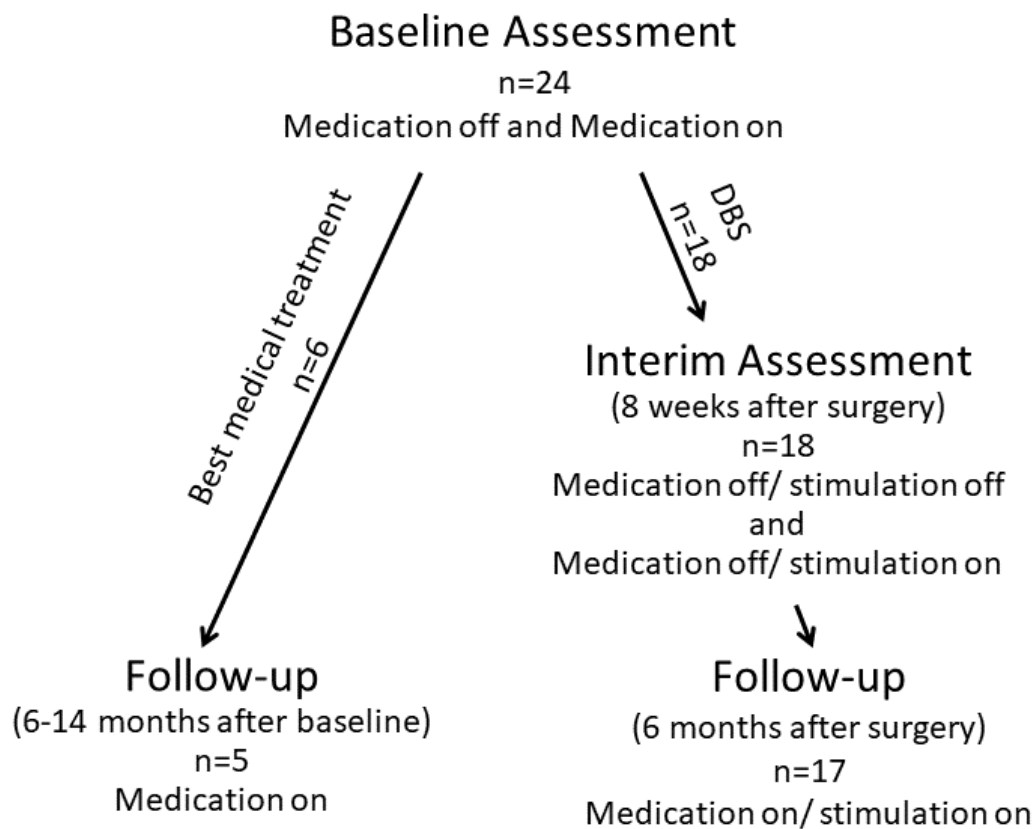 Baseline Assessment
n=24
Medication off and Medication on
Best medical treatment
n=6
DBS
n=18
Interim Assessment
(8 weeks after surgery)
n=18
Medication off/ stimulation off
and
Medication off/ stimulation on
Follow-up
(6-14 months after baseline)
n=5
Medication on
Follow-up
(6 months after surgery)
n=17
Medication on/ stimulation on